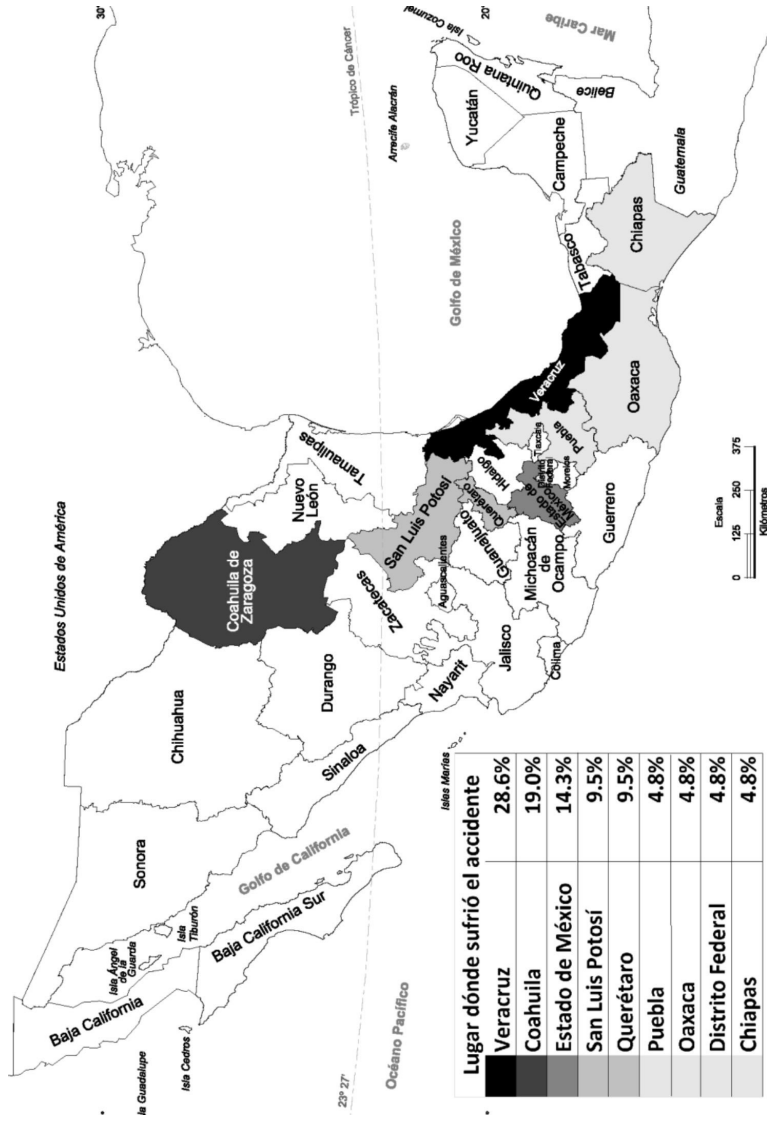 Estados Unidos de América
30'
Baja California
Sonora
Chihuahua
Coahuila de
Zaragoza
Nuevo
León
Tamaulipas
Isla Ángel
de la
Guarda
Isla
Tiburón
la Guadalupe
Isla Cedros
Golfo de California
Baja California Sur
Sinaloa
Durango
Zacatecas
San Luis Potosí
Golfo de México
Trópico de Cáncer
23º 27'
Océano Pacífico
Islas Marías
Nayarit
Aguascalientes
Jalisco
Guanajuato
Querétaro
Hidalgo
Colima
Michoacán
de
Ocampo
Estado de
México
Distrito
Federal
Tlaxcala
Morelos
Puebla
Veracruz
Guerrero
Oaxaca
Tabasco
Chiapas
Campeche
Yucatán
Quintana Roo
Arrecife Alacrán
Isla Cozumel
20'
Mar Caribe
Belice
Guatemala
Escala
0 125 250 375
Kilómetros
Lugar dónde sufrió el accidente
Veracruz 28.6%
Coahuila 19.0%
Estado de México 14.3%
San Luis Potosí 9.5%
Querétaro 9.5%
Puebla 4.8%
Oaxaca 4.8%
Distrito Federal 4.8%
Chiapas 4.8%